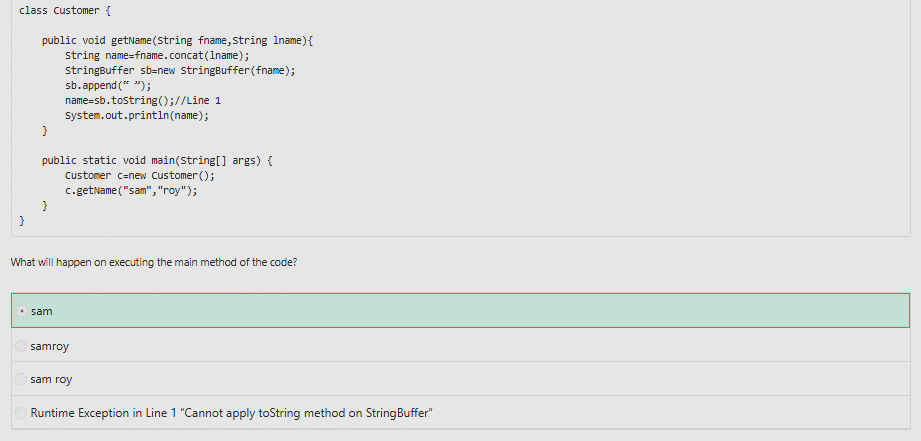 class Customer {
public void getName(String fname,String lname){
String name=fname.concat(lname);
StringBuffer sb=new StringBuffer(fname);
sb.append(“ ”);
name=sb.toString();//Line 1
System.out.println(name);
}
public static void main(String[] args) {
Customer c=new Customer();
c.getName("sam","roy");
}
}
What will happen on executing the main method of the code?
sam
samroy
sam roy
Runtime Exception in Line 1 “Cannot apply toString method on StringBuffer”